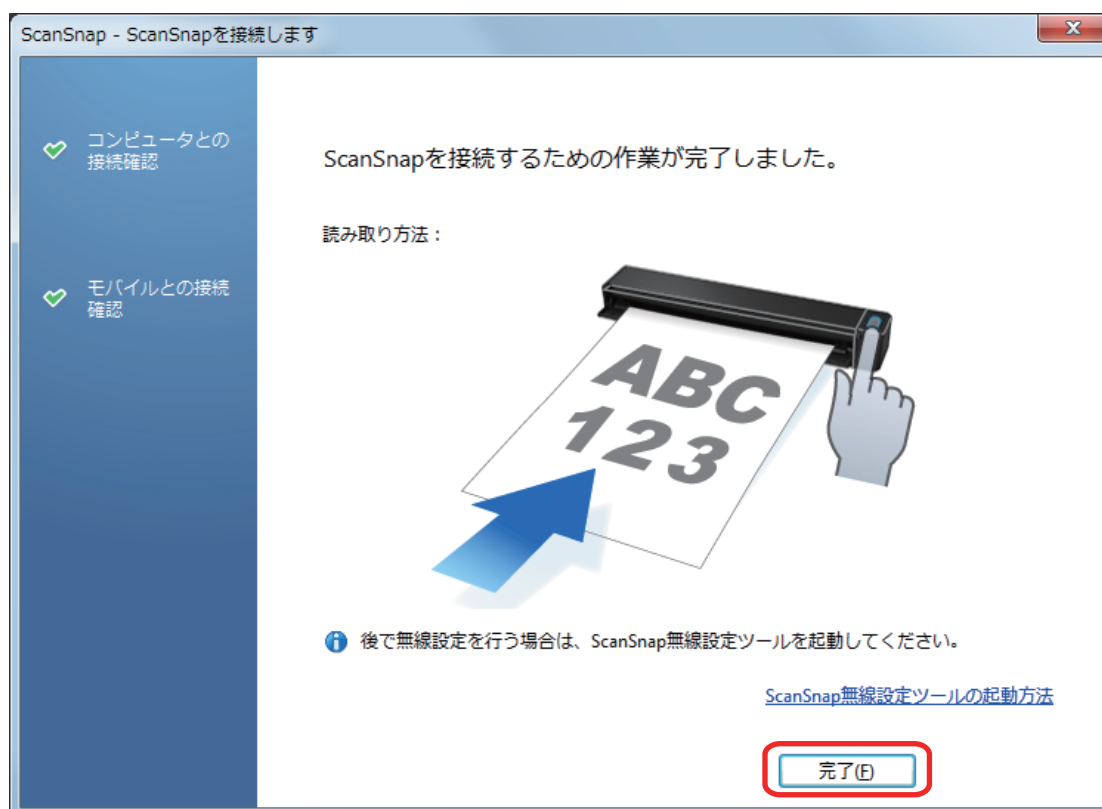 ScanSnap - ScanSnapを接続します
コンピュータとの
接続確認
モバイルとの接続
確認
ScanSnapを接続するための作業が完了しました。
読み取り方法：
ABC
123
後で無線設定を行う場合は、ScanSnap無線設定ツールを起動してください。
ScanSnap無線設定ツールの起動方法
完了(F)